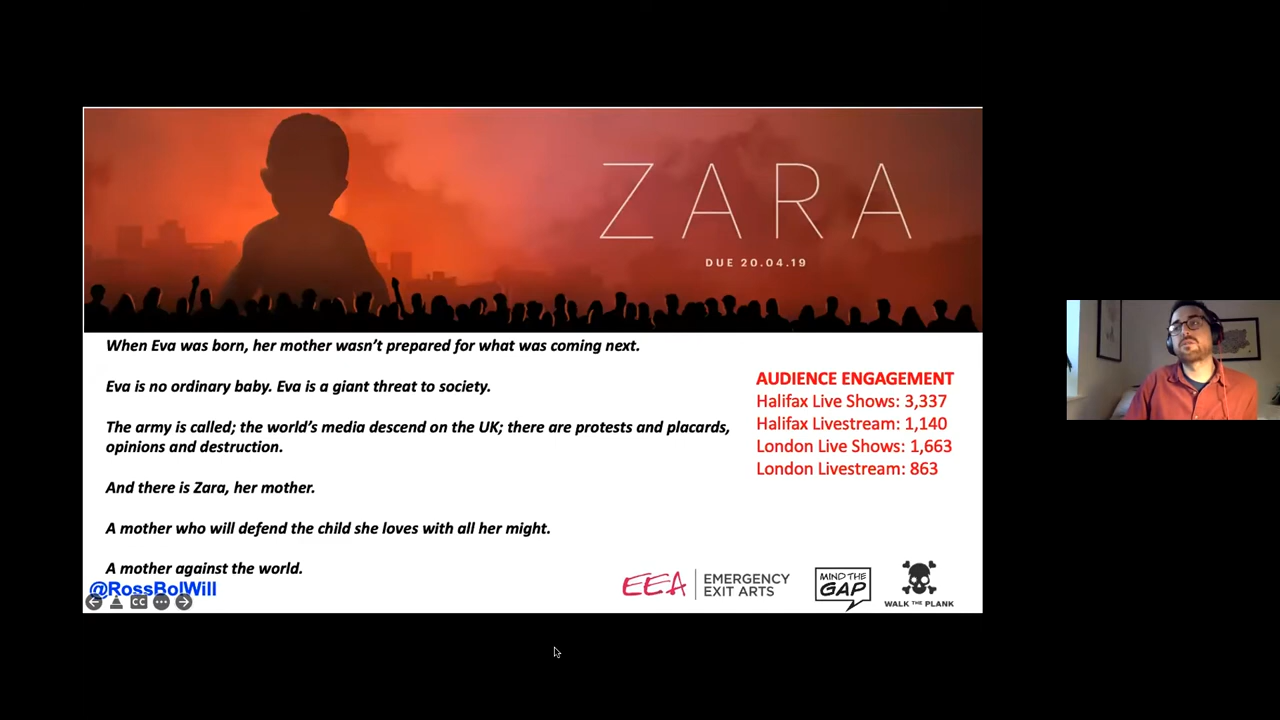 ZARA
DUE 20.04.19
When Eva was born, her mother wasn't prepared for what was coming next.
Eva is no ordinary baby. Eva is a giant threat to society.
The army is called; the world's media descend on the UK; there are protests and placards,
opinions and destruction.
And there is Zara, her mother.
A mother who will defend the child she loves with all her might.
A mother against the world.
@RossBolWill
CC
AUDIENCE ENGAGEMENT
Halifax Live Shows: 3,337
Halifax Livestream: 1,140
London Live Shows: 1,663
London Livestream: 863
EEA
EMERGENCY
EXIT ARTS
MIND THE
GAP
WALK THE PLANK